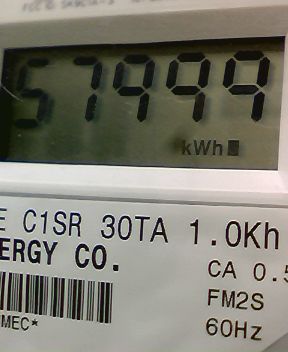 57999
kWh
E C1SR 30TA 1.0Kh
ERGY CO.
CA 0.5
FM2S
60Hz
MEC*